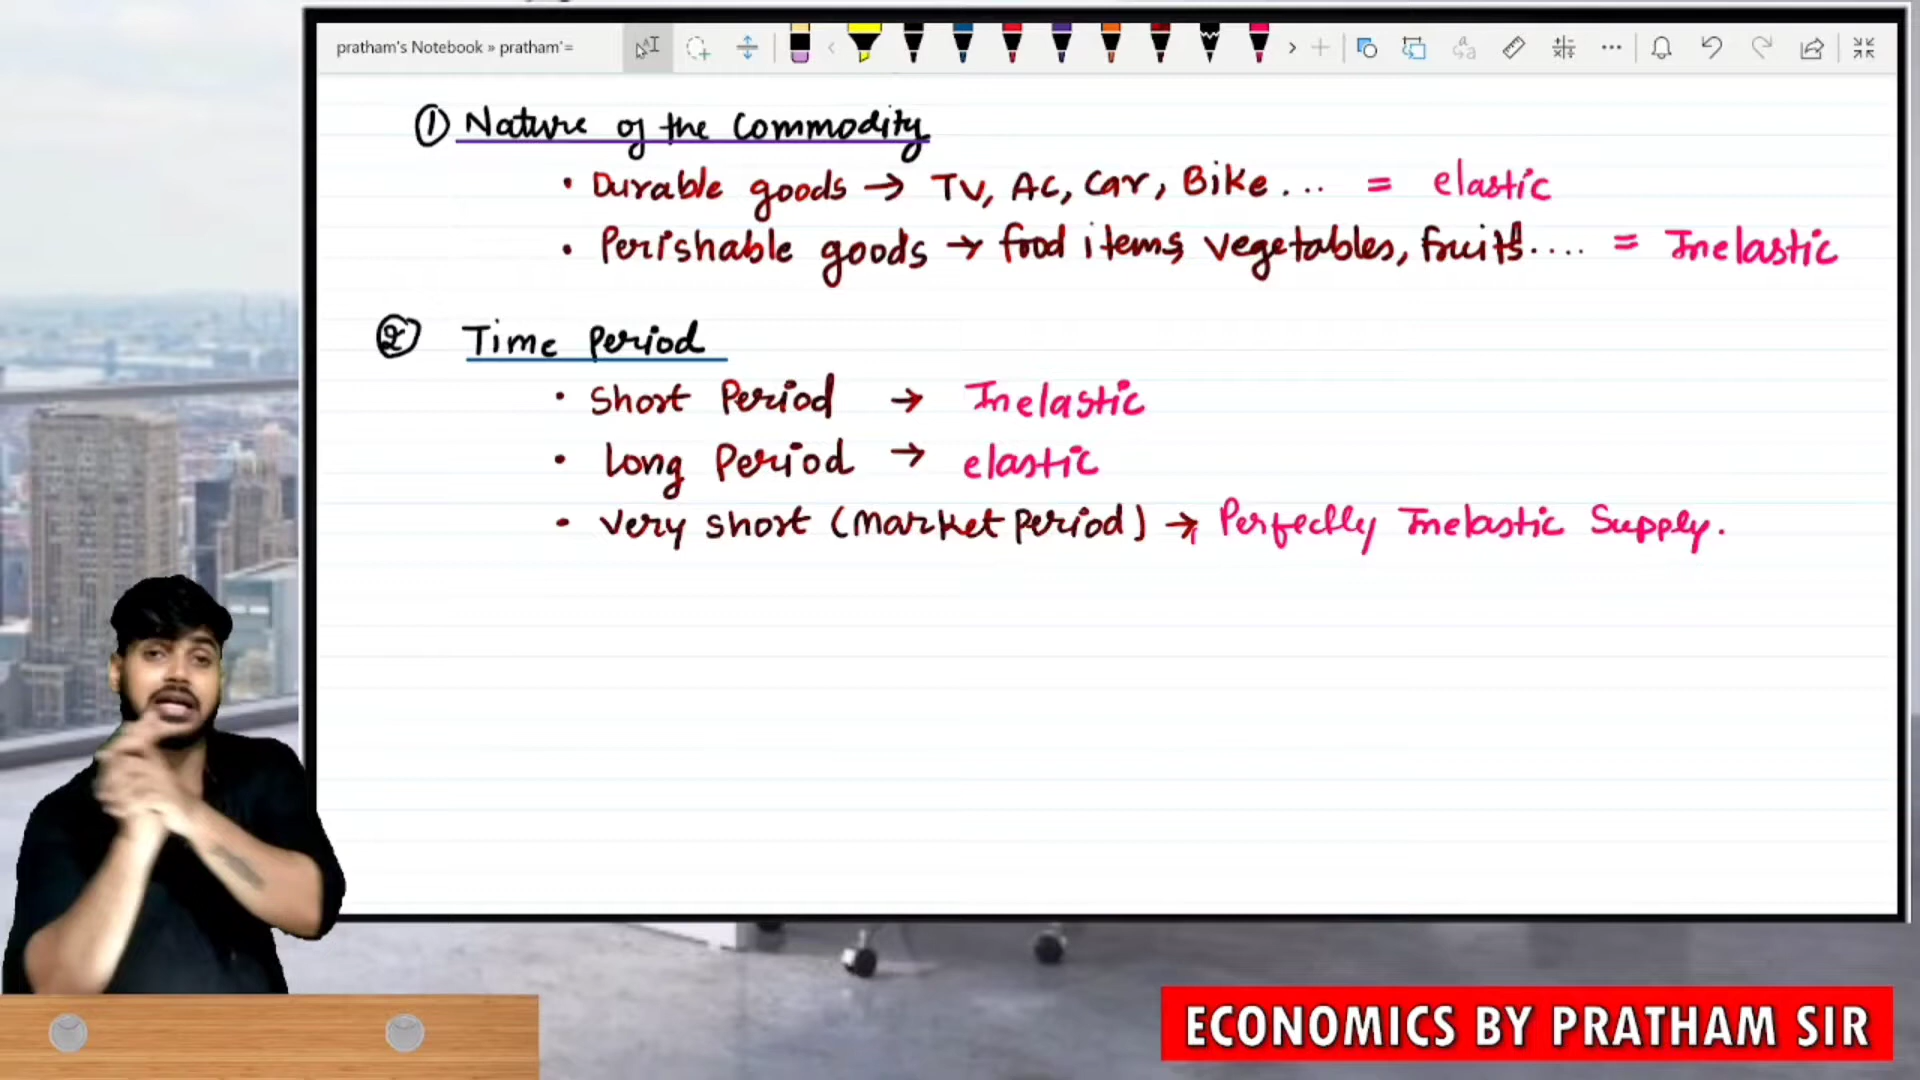 pratham's Notebook » pratham'=
① Nature of the Commodity
• Durable goods → TV, AC, Car, Bike ... = elastic
• Perishable goods → food items, vegetables, fruits .... = Inelastic
② Time Period
• Short Period → Inelastic
• Long Period → elastic
• Very short (Market Period) → Perfectly Inelastic Supply.
ECONOMICS BY PRATHAM SIR